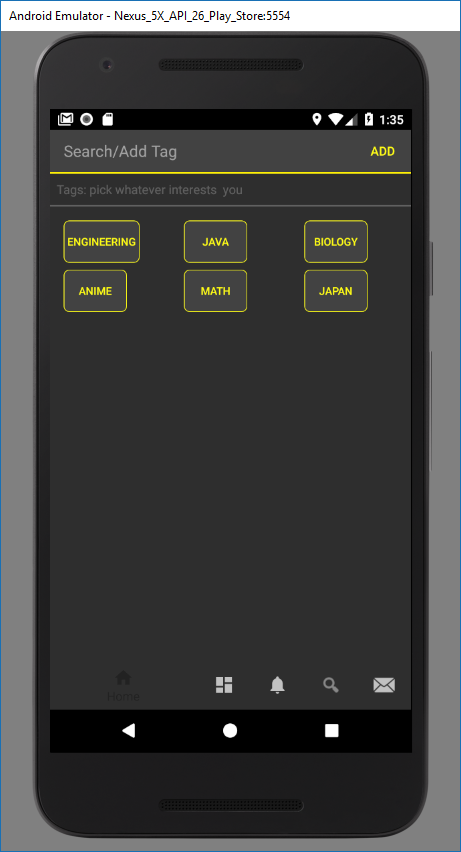 Android Emulator - Nexus_5X_API_26_Play_Store:5554
1:35
Search/Add Tag ADD
Tags: pick whatever interests  you
ENGINEERING JAVA BIOLOGY
ANIME MATH JAPAN
Home